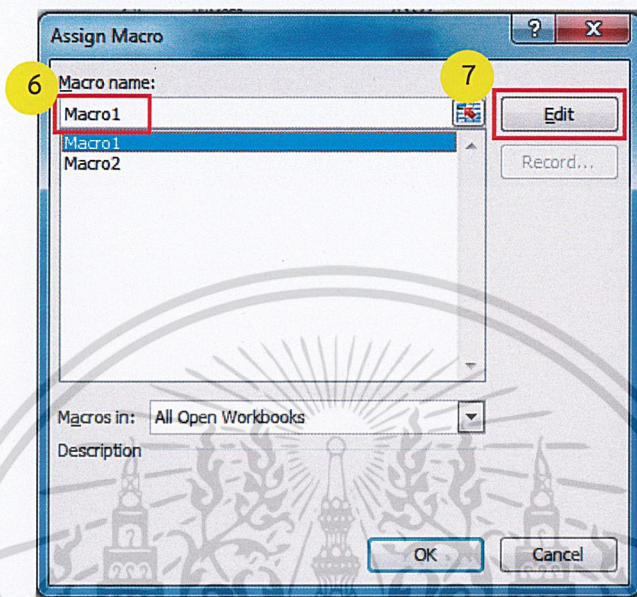 Assign Macro
?
X
6
Macro name:
7
Macro1
Edit
Macro1
Macro2
Record...
Macros in: All Open Workbooks
Description
OK
Cancel